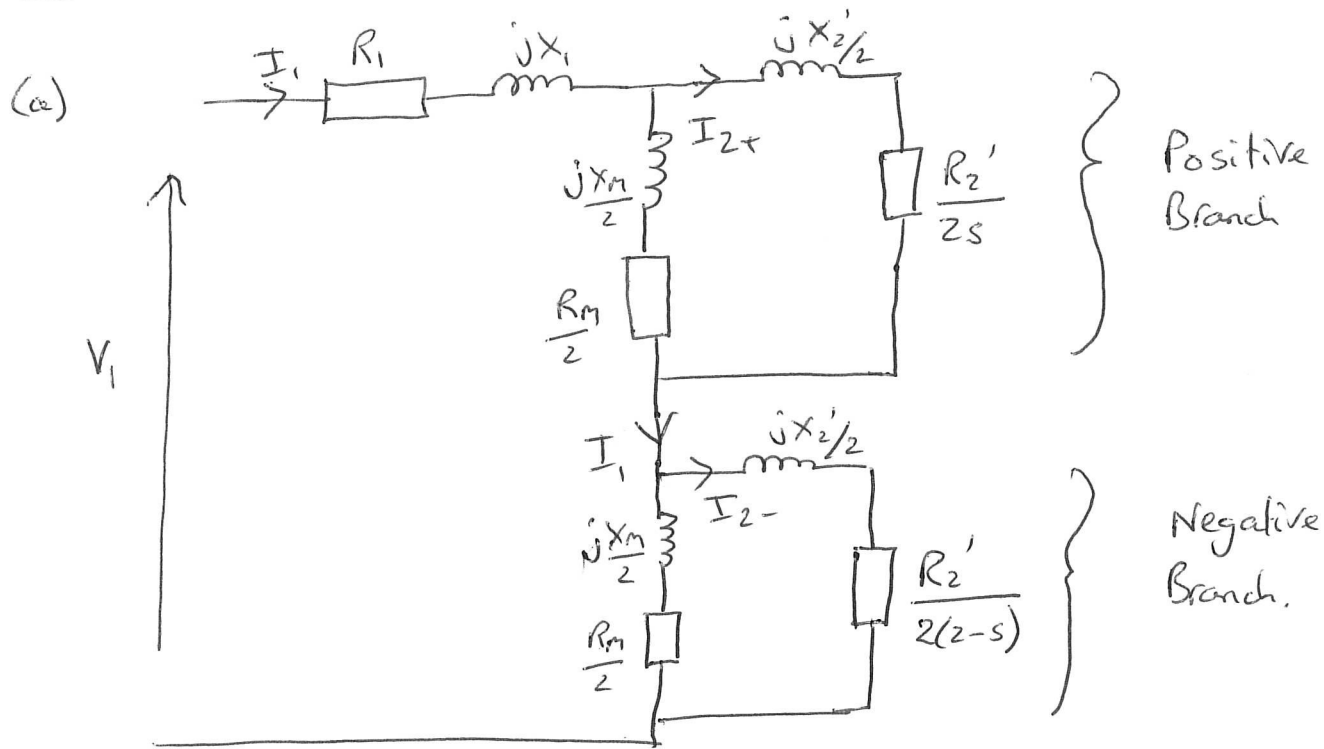 (a)
I₁
R₁
jX₁
jX₂'/2
I₂₊
jXₘ/2
R₂'/2s
Rₘ/2
Positive
Branch
V₁
I₁
jX₂'/2
I₂₋
jXₘ/2
R₂'/2(2-s)
Rₘ/2
Negative
Branch.